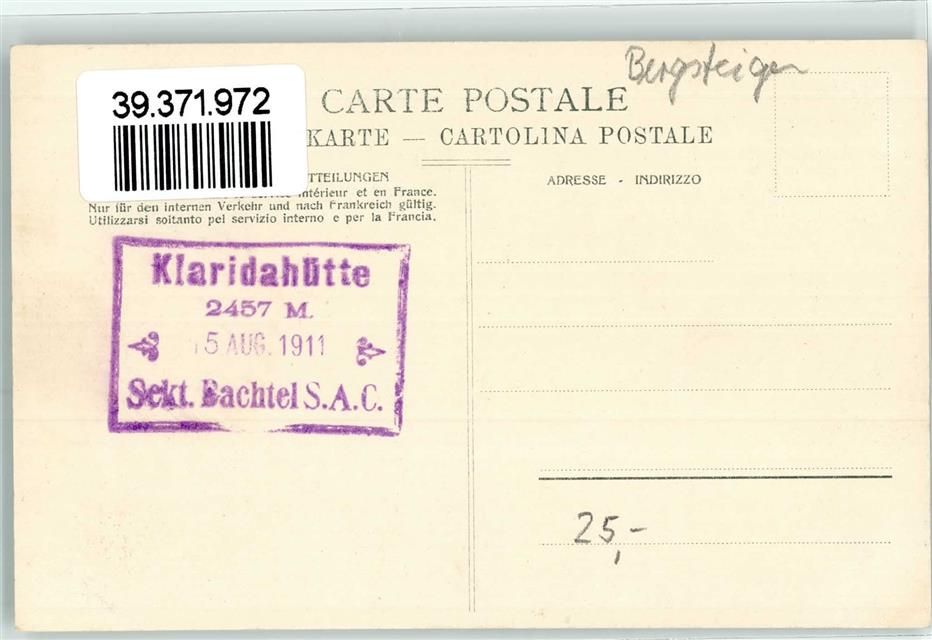 Bergsteigen
39.371.972
CARTE POSTALE
KARTE — CARTOLINA POSTALE
TTEILUNGEN
intérieur et en France.
Nur für den internen Verkehr und nach Frankreich gültig.
Utilizzarsi soltanto pel servizio interno e per la Francia.
ADRESSE - INDIRIZZO
Klaridahütte
2457 M.
15 AUG. 1911
Sekt. Bachtel S.A.C.
25,-